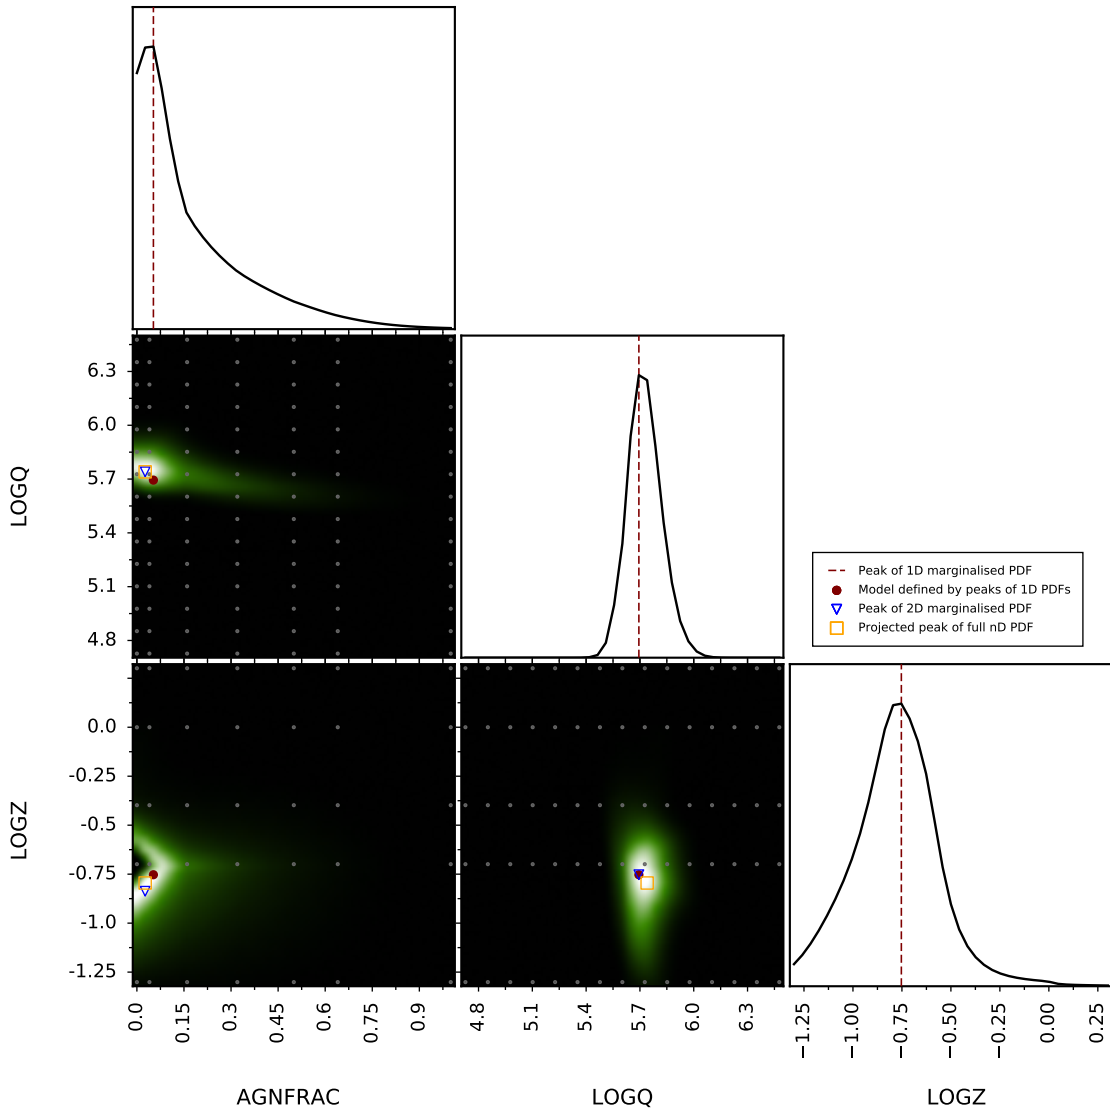 LOGQ
6.3
6.0
5.7
5.4
5.1
4.8
Peak of 1D marginalised PDF
Model defined by peaks of 1D PDFs
Peak of 2D marginalised PDF
Projected peak of full nD PDF
LOGZ
0.0
-0.25
-0.5
-0.75
-1.0
-1.25
0.0 0.15 0.3 0.45 0.6 0.75 0.9
4.8 5.1 5.4 5.7 6.0 6.3
−1.25 −1.00 −0.75 −0.50 −0.25 0.00 0.25
AGNFRAC LOGQ LOGZ